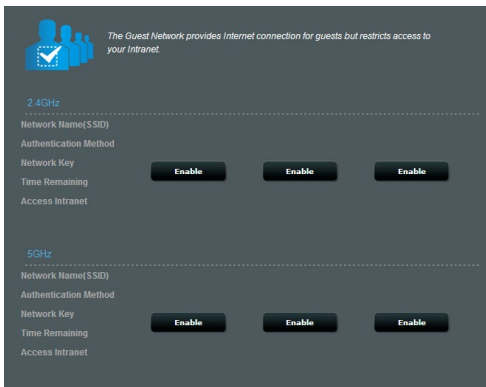 The Guest Network provides Internet connection for guests but restricts access to
your Intranet.
2.4GHz
Network Name(SSID)
Authentication Method
Network Key
Enable Enable Enable
Time Remaining
Access Intranet
5GHz
Network Name(SSID)
Authentication Method
Network Key
Enable Enable Enable
Time Remaining
Access Intranet